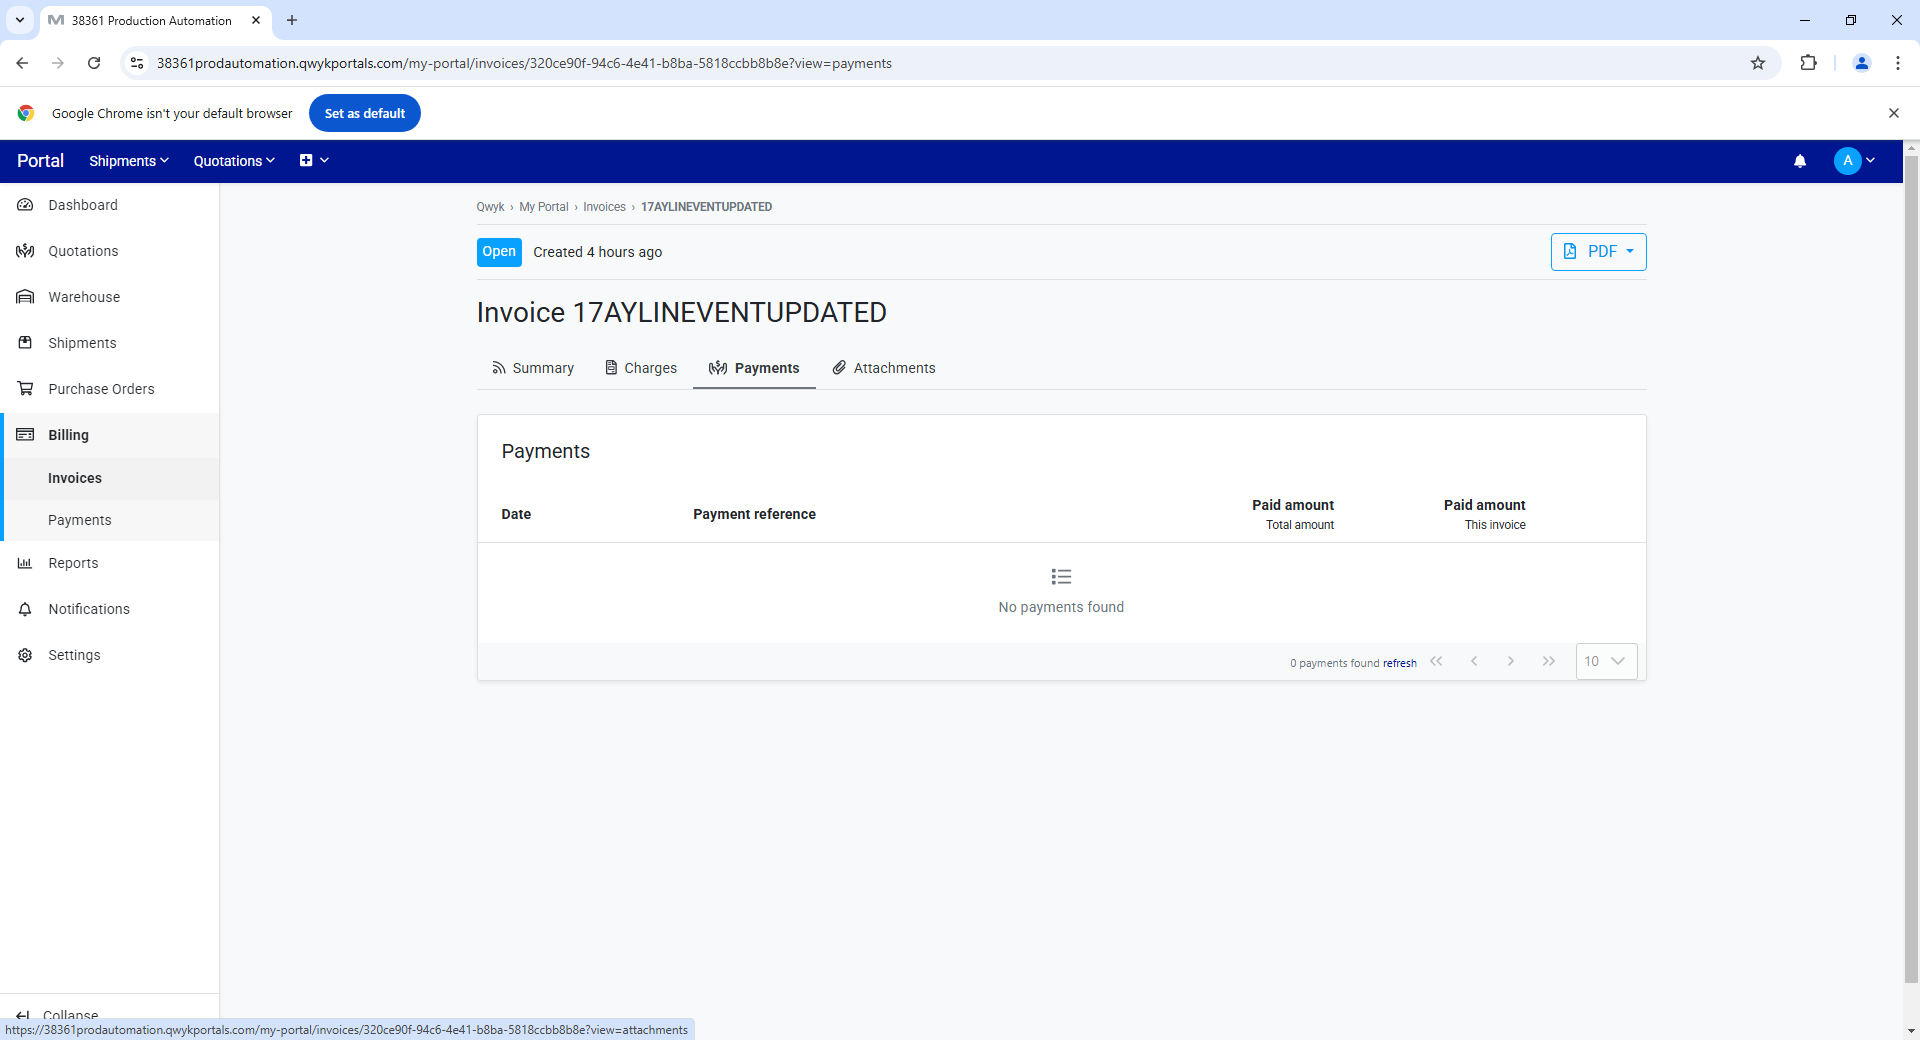 38361 Production Automation
38361prodautomation.qwykportals.com/my-portal/invoices/320ce90f-94c6-4e41-b8ba-5818ccbb8b8e?view=payments
Google Chrome isn't your default browser
Set as default
Portal
Shipments
Quotations
A
Dashboard
Quotations
Warehouse
Shipments
Purchase Orders
Billing
Invoices
Payments
Reports
Notifications
Settings
Collapse
Qwyk › My Portal › Invoices › 17AYLINEVENTUPDATED
Open
Created 4 hours ago
PDF
Invoice 17AYLINEVENTUPDATED
Summary
Charges
Payments
Attachments
Payments
Date
Payment reference
Paid amount
Total amount
Paid amount
This invoice
No payments found
0 payments found refresh
10
https://38361prodautomation.qwykportals.com/my-portal/invoices/320ce90f-94c6-4e41-b8ba-5818ccbb8b8e?view=attachments